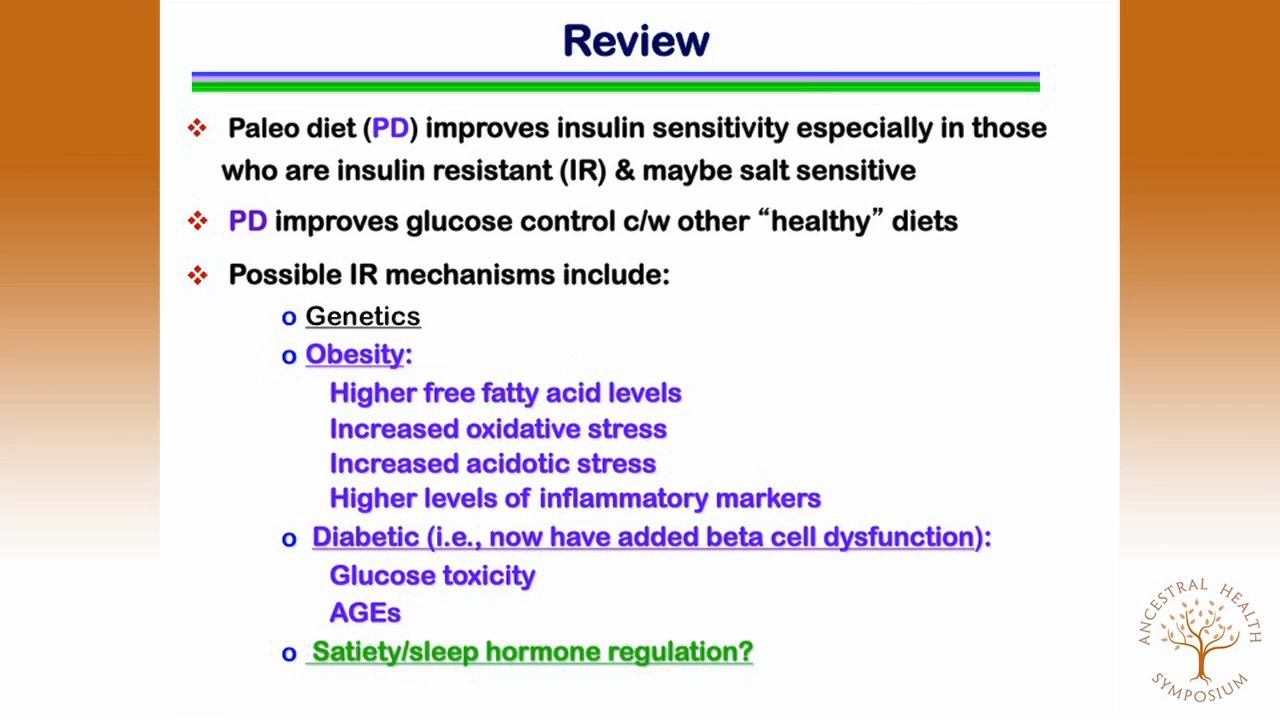 Review
❖ Paleo diet (PD) improves insulin sensitivity especially in those
who are insulin resistant (IR) & maybe salt sensitive
❖ PD improves glucose control c/w other “healthy” diets
❖ Possible IR mechanisms include:
o Genetics
o Obesity:
Higher free fatty acid levels
Increased oxidative stress
Increased acidotic stress
Higher levels of inflammatory markers
o Diabetic (i.e., now have added beta cell dysfunction):
Glucose toxicity
AGEs
o Satiety/sleep hormone regulation?
ANCESTRAL HEALTH
SYMPOSIUM